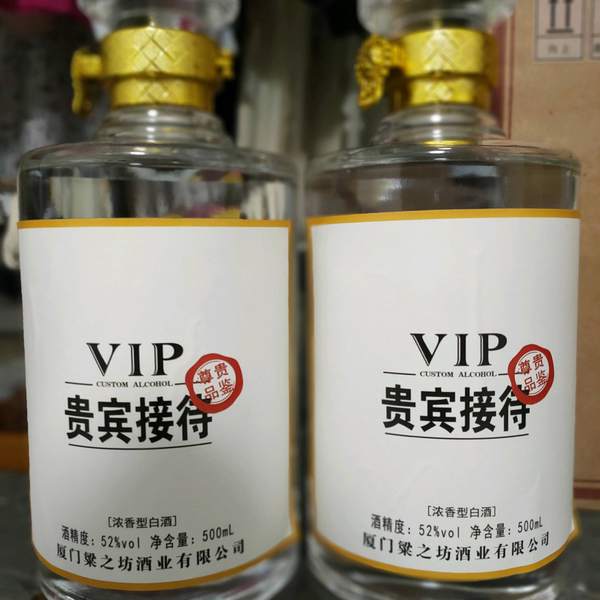 VIP
CUSTOM ALCOHOL
尊贵
品鉴
贵宾接待
[浓香型白酒]
酒精度：52%vol 净含量：500mL
厦门粱之坊酒业有限公司
VIP
CUSTOM ALCOHOL
尊贵
品鉴
贵宾接待
[浓香型白酒]
酒精度：52%vol 净含量：500mL
厦门粱之坊酒业有限公司